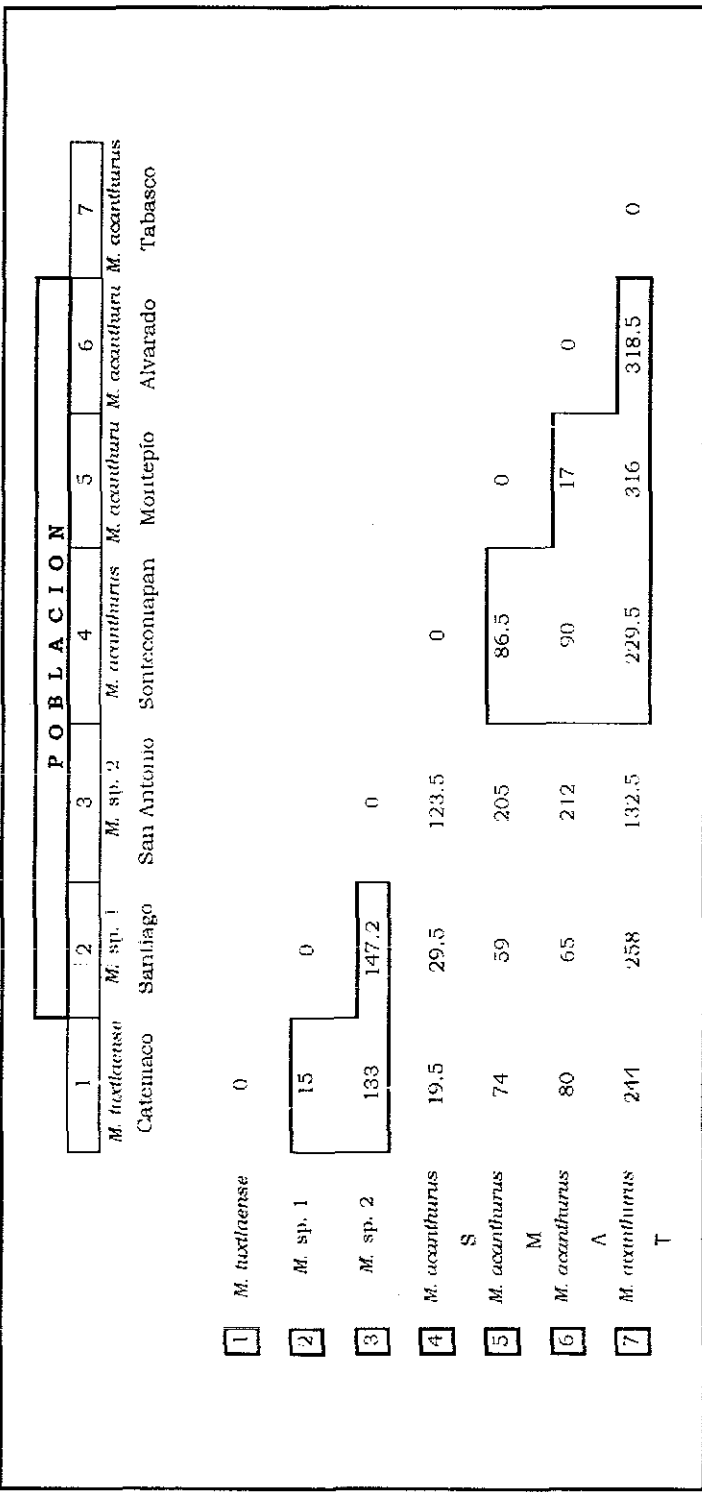 P O B L A C I O N
1 2 3 4 5 6 7
M. tuxtlaense M. sp. 1 M. sp. 2 M. acanthurus M. acanthuru M. acanthuru M. acanthurus
Catemaco Santiago San Antonio Sontecomapan Montepío Alvarado Tabasco
1 M. tuxtlaense 0
2 M. sp. 1 15 0
3 M. sp. 2 133 147.2 0
4 M. acanthurus 19.5 29.5 123.5 0
S
5 M. acanthurus 74 59 205 86.5 0
M
6 M. acanthurus 80 65 212 90 17 0
A
7 M. acanthurus 244 258 132.5 229.5 316 318.5 0
T